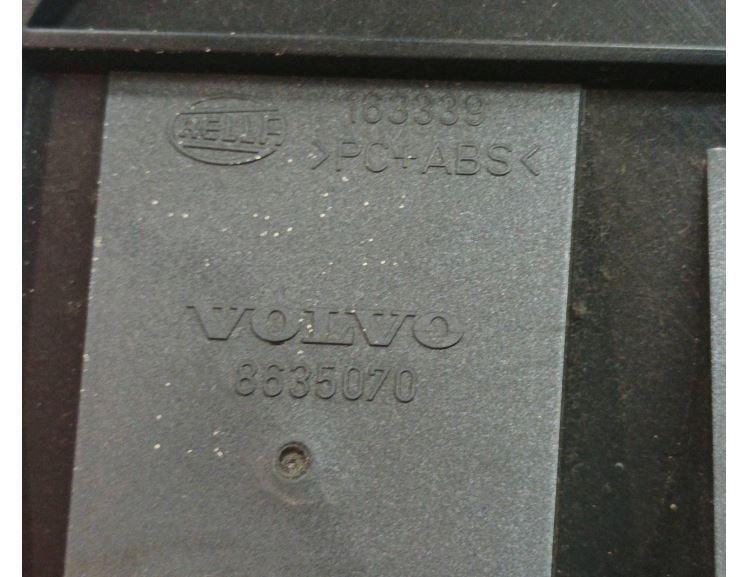 HELLA
163339
>PC+ABS<
VOLVO
8635070